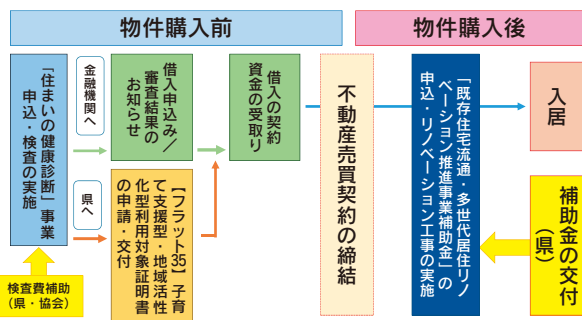 物件購入前
物件購入後
「住まいの健康診断」事業
申込・検査の実施
金融機関へ
県へ
借入申込み／
審査結果の
お知らせ
【フラット35】子育
て支援型・地域活性
化型利用対象証明書
の申請・交付
借入の契約
資金の受取り
不動産売買契約の締結
「既存住宅流通・多世代居住リノ
ベーション推進事業補助金」の
申込・リノベーション工事の実施
入居
補助金の交付
（県）
検査費補助
（県・協会）